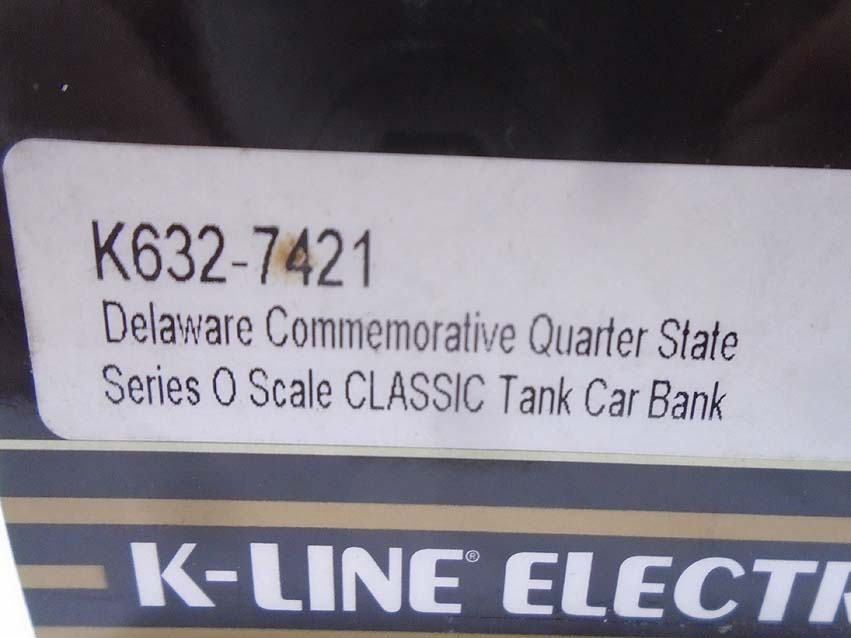 K632-7421
Delaware Commemorative Quarter State
Series O Scale CLASSIC Tank Car Bank
K-LINE® ELECTR